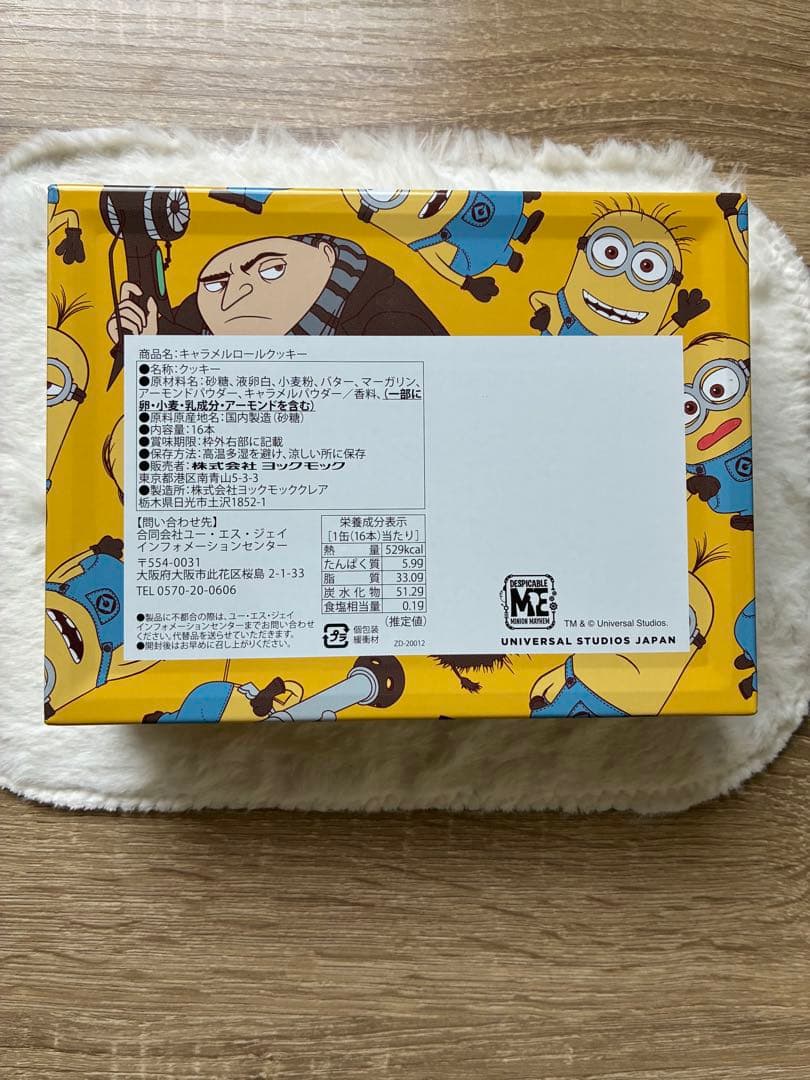 商品名:キャラメルロールクッキー
●名称:クッキー
●原材料名:砂糖、液卵白、小麦粉、バター、マーガリン、
アーモンドパウダー、キャラメルパウダー/香料、(一部に
卵・小麦・乳成分・アーモンドを含む)
●原料原産地名:国内製造(砂糖)
●内容量:16本
●賞味期限:枠外右部に記載
●保存方法:高温多湿を避け、涼しい所に保存
●販売者:株式会社 ヨックモック
東京都港区南青山5-3-3
●製造所:株式会社ヨックモッククレア
栃木県日光市土沢1852-1
【問い合わせ先】
合同会社ユー・エス・ジェイ
インフォメーションセンター
〒554-0031
大阪府大阪市此花区桜島 2-1-33
TEL 0570-20-0606
●製品に不都合の際は、ユー・エス・ジェイ
インフォメーションセンターまでお問い合わせ
ください。代替品を送らせていただきます。
●開封後はお早めに召し上がりください。
栄養成分表示
[1缶(16本)当たり]
熱量 529kcal
たんぱく質 5.9g
脂質 33.0g
炭水化物 51.2g
食塩相当量 0.1g
(推定値)
プラ 個包装
緩衝材
ZD-20012
DESPICABLE
ME
MINION MAYHEM
TM & © Universal Studios.
UNIVERSAL STUDIOS JAPAN